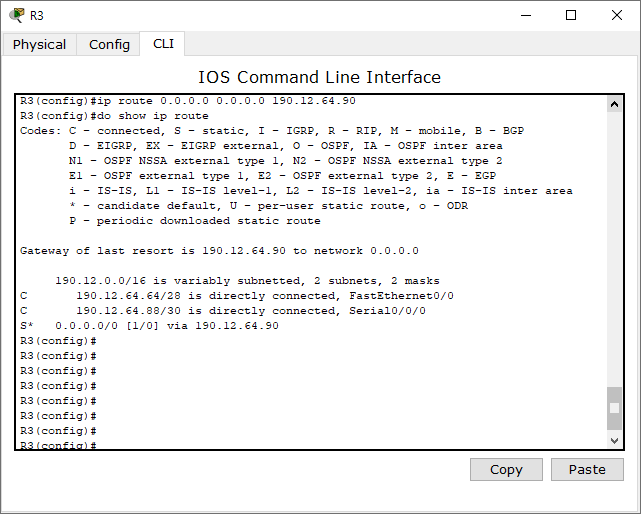 R3
Physical Config CLI
IOS Command Line Interface
R3(config)#ip route 0.0.0.0 0.0.0.0 190.12.64.90
R3(config)#do show ip route
Codes: C - connected, S - static, I - IGRP, R - RIP, M - mobile, B - BGP
       D - EIGRP, EX - EIGRP external, O - OSPF, IA - OSPF inter area
       N1 - OSPF NSSA external type 1, N2 - OSPF NSSA external type 2
       E1 - OSPF external type 1, E2 - OSPF external type 2, E - EGP
       i - IS-IS, L1 - IS-IS level-1, L2 - IS-IS level-2, ia - IS-IS inter area
       * - candidate default, U - per-user static route, o - ODR
       P - periodic downloaded static route
Gateway of last resort is 190.12.64.90 to network 0.0.0.0
     190.12.0.0/16 is variably subnetted, 2 subnets, 2 masks
C       190.12.64.64/28 is directly connected, FastEthernet0/0
C       190.12.64.88/30 is directly connected, Serial0/0/0
S*   0.0.0.0/0 [1/0] via 190.12.64.90
R3(config)#
R3(config)#
R3(config)#
R3(config)#
R3(config)#
R3(config)#
R3(config)#
R3(config)#
Copy Paste